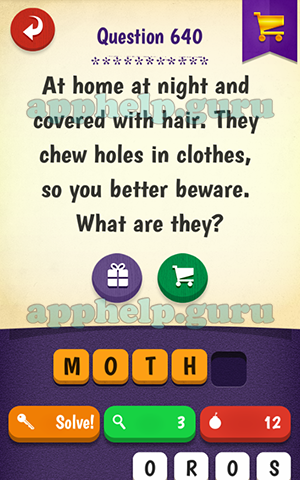 Question 640
***********
At home at night and
apphelp.guru
covered with hair. They
chew holes in clothes,
so you better beware.
What are they?
apphelp.guru
M O T H
Solve! 3 12
O R O S